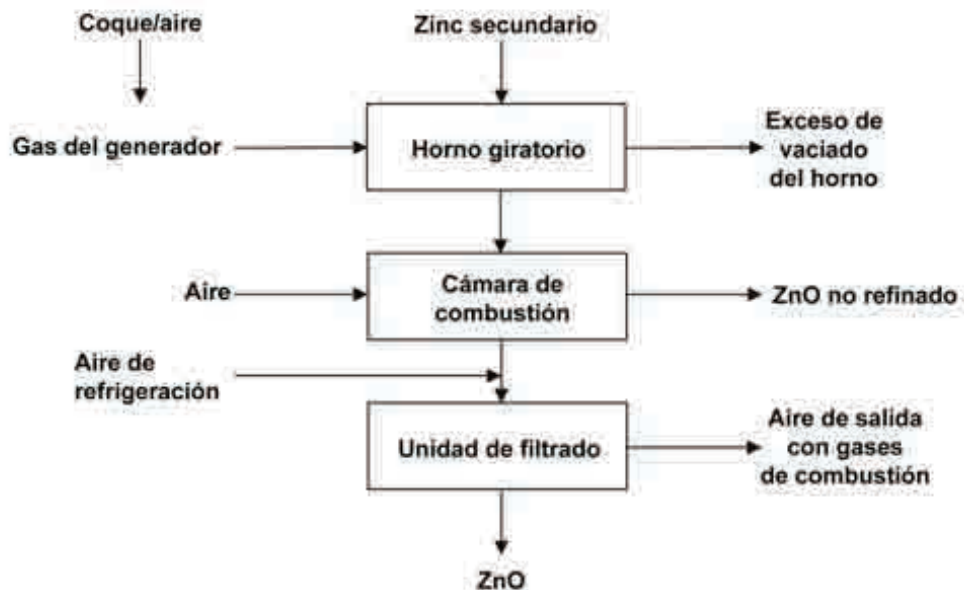 Coque/aire
Zinc secundario
Gas del generador
Horno giratorio
Exceso de
vaciado
del horno
Aire
Cámara de
combustión
ZnO no refinado
Aire de
refrigeración
Unidad de filtrado
Aire de salida
con gases
de combustión
ZnO